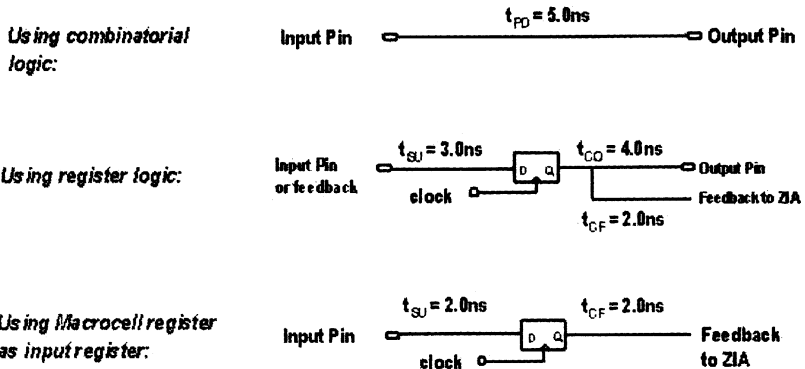 Using combinatorial
logic:
Input Pin
tPD = 5.0ns
Output Pin
Using register logic:
Input Pin
or feedback
tSU = 3.0ns
D Q
clock
tCO = 4.0ns
Output Pin
Feedback to ZIA
tCF = 2.0ns
Using Macrocell register
as input register:
Input Pin
tSU = 2.0ns
D Q
clock
tCF = 2.0ns
Feedback
to ZIA